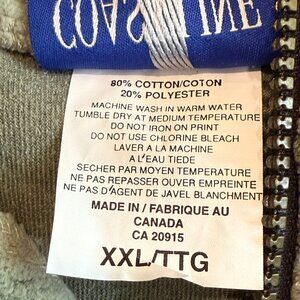 COAST
80% COTTON/COTON
20% POLYESTER
MACHINE WASH IN WARM WATER
TUMBLE DRY AT MEDIUM TEMPERATURE
DO NOT IRON ON PRINT
DO NOT USE CHLORINE BLEACH
LAVER A LA MACHINE
A L'EAU TIEDE
SECHER PAR MOYEN TEMPERATURE
NE PAS REPASSER OUVER EMPREINTE
NE PAS D'AGENT DE JAVEL BLANCHMENT
MADE IN / FABRIQUE AU
CANADA
CA 20915
XXL/TTG